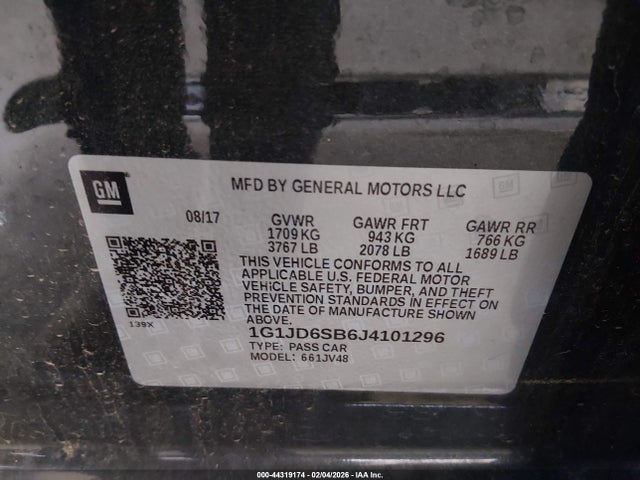 GM
MFD BY GENERAL MOTORS LLC
08/17 GVWR GAWR FRT GAWR RR
1709 KG 943 KG 766 KG
3767 LB 2078 LB 1689 LB
THIS VEHICLE CONFORMS TO ALL
APPLICABLE U.S. FEDERAL MOTOR
VEHICLE SAFETY, BUMPER, AND THEFT
PREVENTION STANDARDS IN EFFECT ON
THE DATE OF MANUFACTURE SHOWN
ABOVE.
139X
1G1JD6SB6J4101296
TYPE: PASS CAR
MODEL: 661JV48
000-44319174 - 02/04/2026 - IAA Inc.